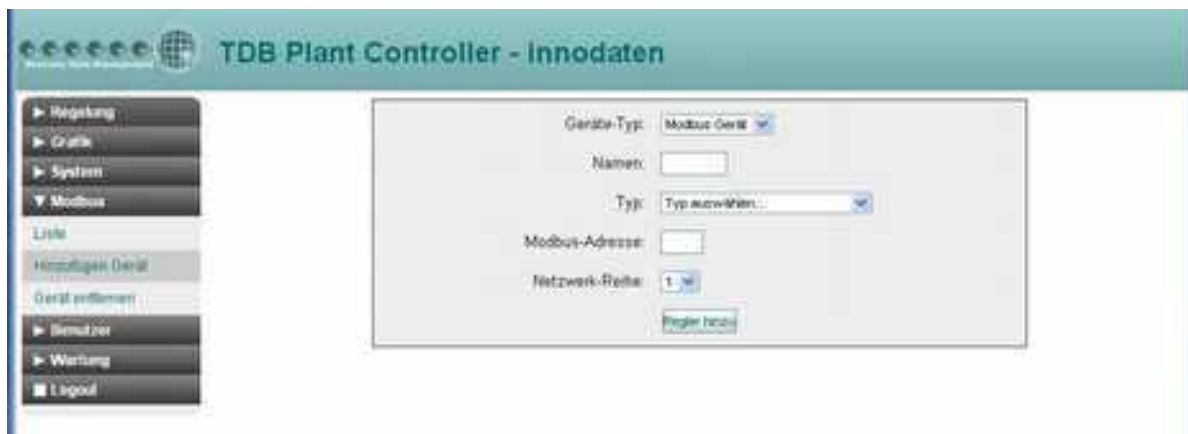 TDB Plant Controller - innodaten
Regelung
Grafik
System
Modbus
Liste
Hinzufügen Gerät
Gerät entfernen
Benutzer
Wartung
Logout
Geräte-Typ: Modbus Gerät
Namen:
Typ: Typ auswählen...
Modbus-Adresse:
Netzwerk-Reihe: 1
Regler hinzu